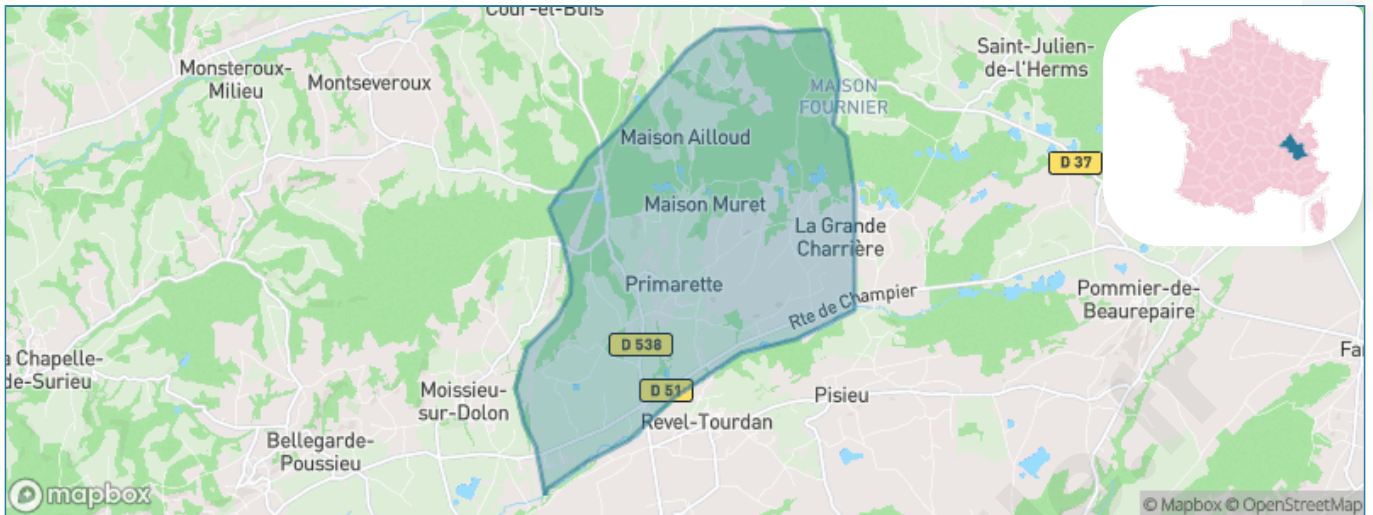 Cour-et-Buis
Saint-Julien-
de-l'Herms
Monsteroux-
Milieu
Montseveroux
MAISON
FOURNIER
Maison Ailloud
D 37
Maison Muret
La Grande
Charrière
Primarette
Pommier-de-
Beaurepaire
Rte de Champier
D 538
a Chapelle-
de-Surieu
Fa
Moissieu-
sur-Dolon
D 51
Pisieu
Revel-Tourdan
Bellegarde-
Poussieu
mapbox
© Mapbox © OpenStreetMap